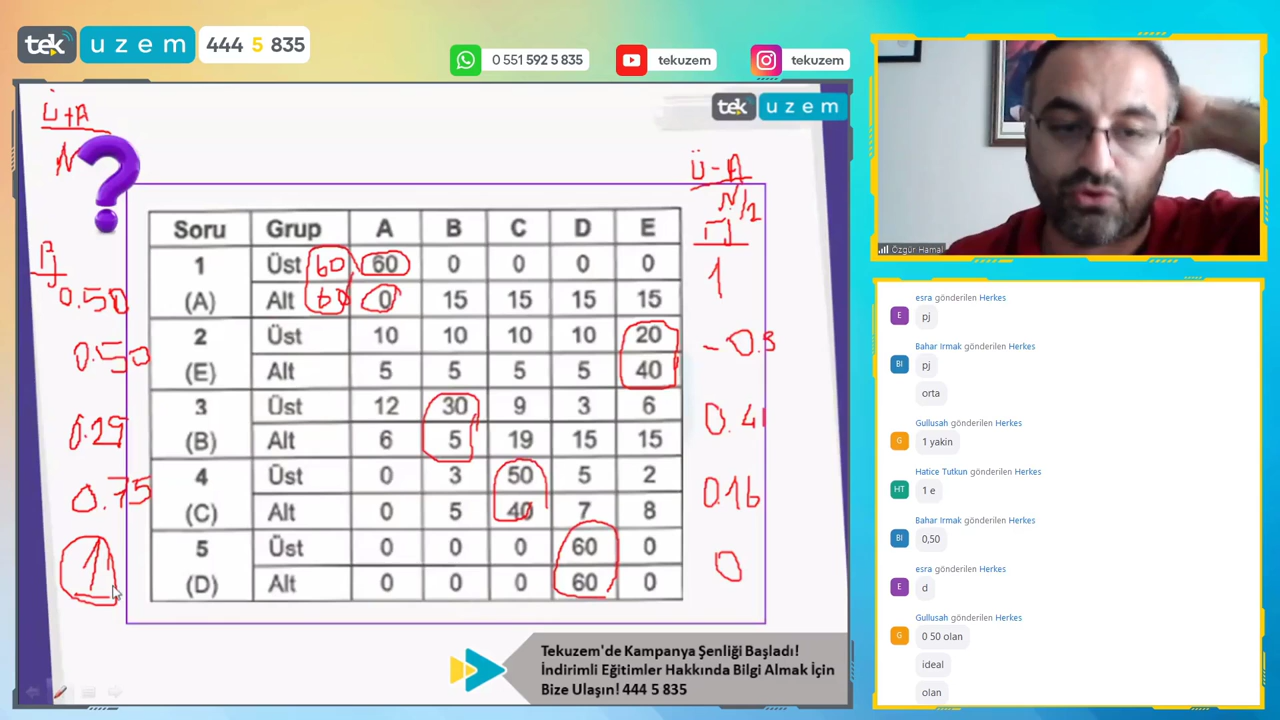 tek uzem 444 5 835
0 551 592 5 835
tekuzem
tekuzem
tek uzem
Ü+A
N
Ü-A
N/2
Pj
rj
Soru Grup A B C D E
1 Üst 60 60 0 0 0 0
(A) Alt 60 0 15 15 15 15
2 Üst 10 10 10 10 20
(E) Alt 5 5 5 5 40
3 Üst 12 30 9 3 6
(B) Alt 6 5 19 15 15
4 Üst 0 3 50 5 2
(C) Alt 0 5 40 7 8
5 Üst 0 0 0 60 0
(D) Alt 0 0 0 60 0
0.50
0.50
0.29
0.75
1
1
-0.3
0.41
0.16
0
Tekuzem'de Kampanya Şenliği Başladı!
İndirimli Eğitimler Hakkında Bilgi Almak İçin
Bize Ulaşın! 444 5 835
Özgür Hamal
esra gönderilen Herkes
E pj
Bahar Irmak gönderilen Herkes
BI pj
orta
Gullusah gönderilen Herkes
G 1 yakin
Hatice Tutkun gönderilen Herkes
HT 1 e
Bahar Irmak gönderilen Herkes
BI 0,50
esra gönderilen Herkes
E d
Gullusah gönderilen Herkes
G 0 50 olan
ideal
olan